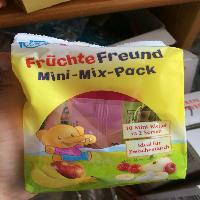 FrüchteFreund
Mini-Mix-Pack
10 Mini-Riegel
in 2 Sorten
Ideal für
Zwischendurch